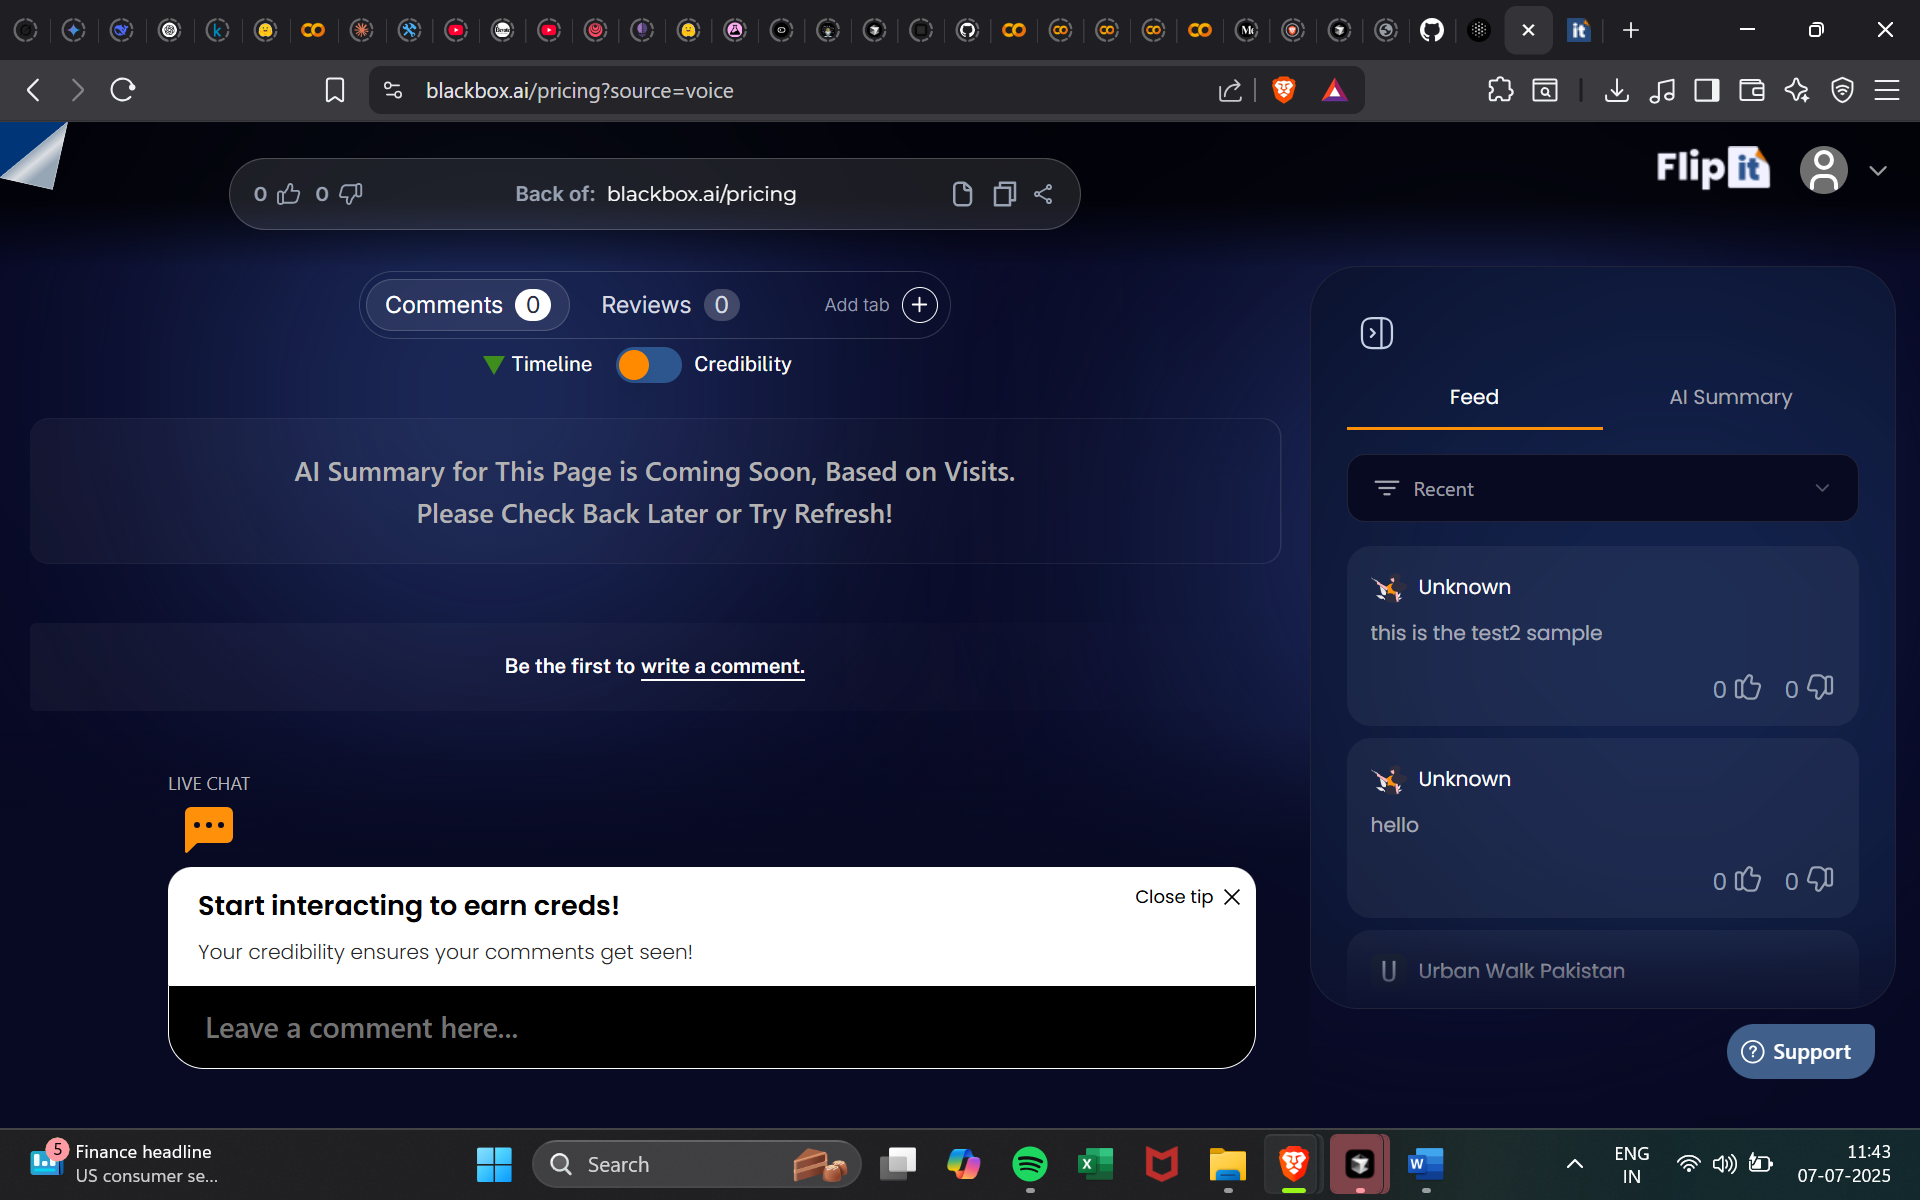 blackbox.ai/pricing?source=voice
Flip it
0 0 Back of: blackbox.ai/pricing
Comments 0 Reviews 0 Add tab
Timeline Credibility
AI Summary for This Page is Coming Soon, Based on Visits.
Please Check Back Later or Try Refresh!
Be the first to write a comment.
LIVE CHAT
Start interacting to earn creds!
Close tip
Your credibility ensures your comments get seen!
Leave a comment here...
Feed AI Summary
Recent
Unknown
this is the test2 sample
0 0
Unknown
hello
0 0
U Urban Walk Pakistan
Support
5
Finance headline
US consumer se...
Search
ENG
IN
11:43
07-07-2025